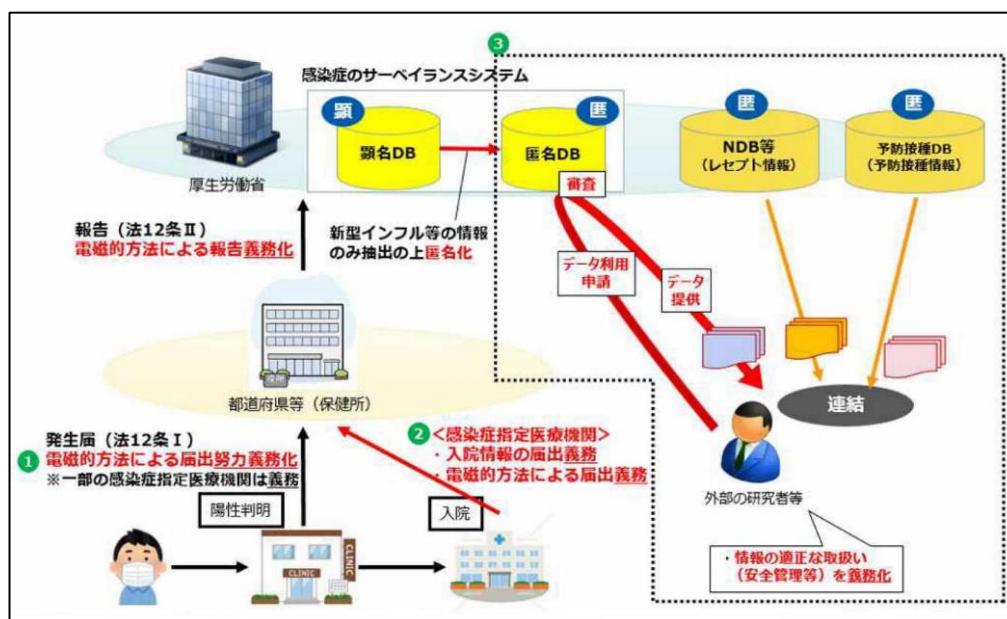 ③
感染症のサーベイランスシステム
顕
匿
匿
匿
顕名DB
匿名DB
NDB等
(レセプト情報)
予防接種DB
(予防接種情報)
厚生労働省
審査
報告(法12条Ⅱ)
電磁的方法による報告義務化
新型インフル等の情報
のみ抽出の上匿名化
データ利用
申請
データ
提供
都道府県等(保健所)
連結
発生届(法12条Ⅰ)
① 電磁的方法による届出努力義務化
※一部の感染症指定医療機関は義務
② <感染症指定医療機関>
・入院情報の届出義務
・電磁的方法による届出義務
外部の研究者等
陽性判明
入院
CLINIC
CLINIC
・情報の適正な取扱い
(安全管理等)を義務化